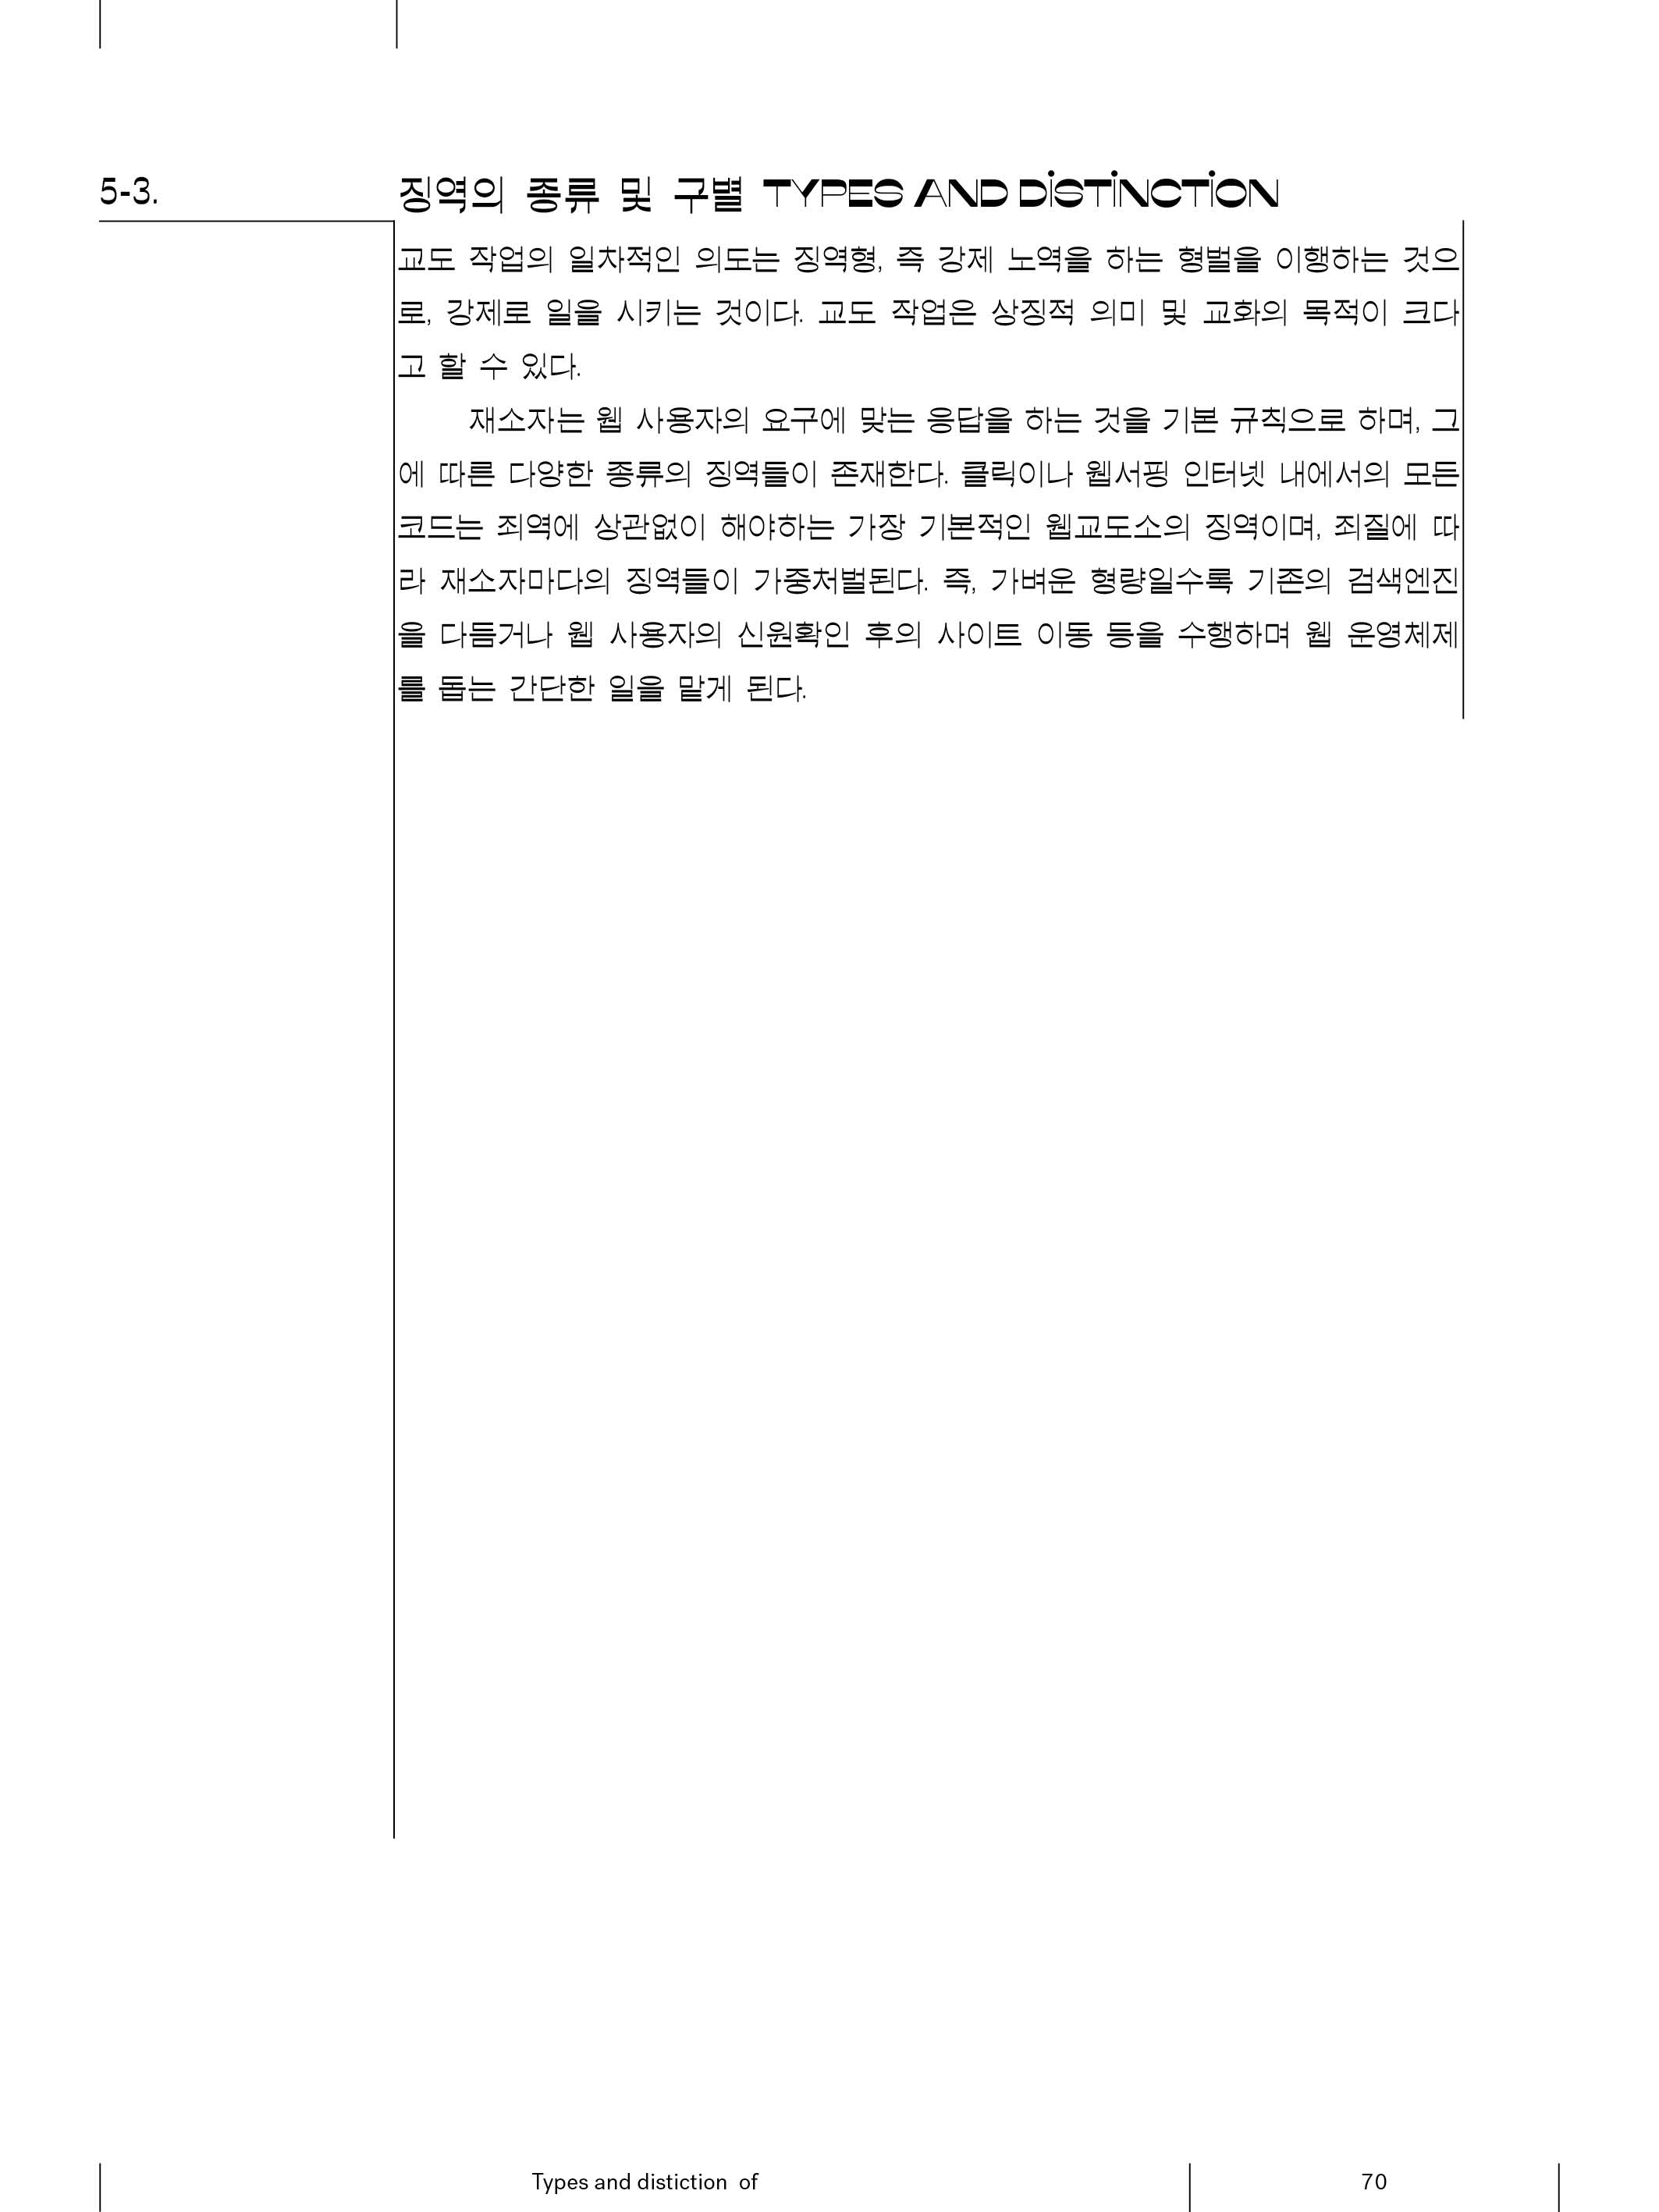 5-3.
징역의 종류 및 구별 TYPES AND DiSTiNCTiON
교도 작업의 일차적인 의도는 징역형, 즉 강제 노역을 하는 형벌을 이행하는 것으
로, 강제로 일을 시키는 것이다. 교도 작업은 상징적 의미 및 교화의 목적이 크다
고 할 수 있다.
재소자는 웹 사용자의 요구에 맞는 응답을 하는 것을 기본 규칙으로 하며, 그
에 따른 다양한 종류의 징역들이 존재한다. 클릭이나 웹서핑 인터넷 내에서의 모든
코드는 죄역에 상관없이 해야하는 가장 기본적인 웹교도소의 징역이며, 죄질에 따
라 재소자마다의 징역들이 가중처벌된다. 즉, 가벼운 형량일수록 기존의 검색엔진
을 다듬거나 웹 사용자의 신원확인 후의 사이트 이동 등을 수행하며 웹 운영체제
를 돕는 간단한 일을 맡게 된다.
Types and distiction of
70